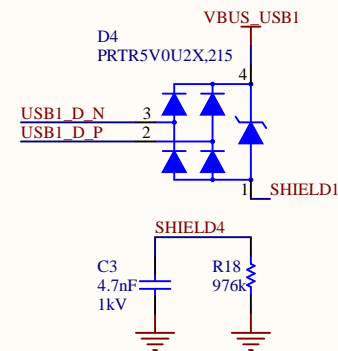 VBUS_USB1
D4
PRTR5V0U2X,215
4
USB1_D_N 3
USB1_D_P 2
1 SHIELD1
SHIELD4
C3 R18
4.7nF 976k
1kV